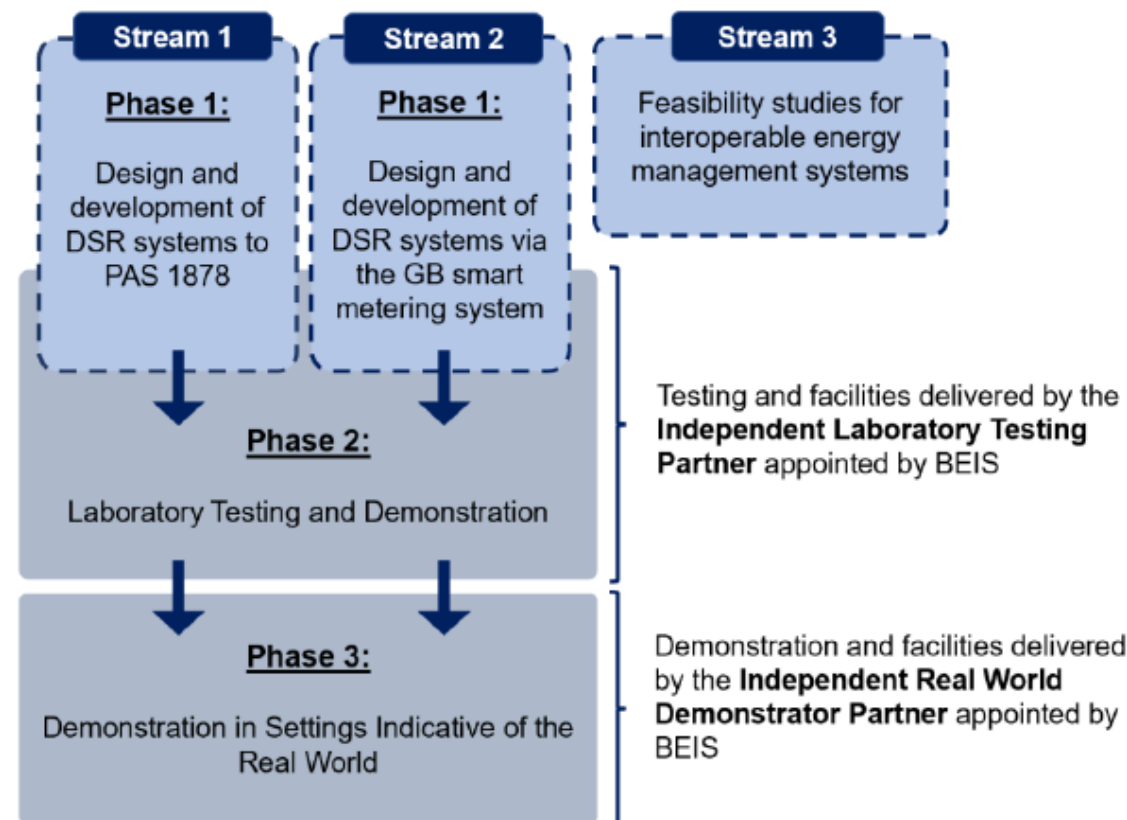 Stream 1
Phase 1:
Design and
development of
DSR systems to
PAS 1878
Stream 2
Phase 1:
Design and
development of
DSR systems via
the GB smart
metering system
Stream 3
Feasibility studies for
interoperable energy
management systems
Phase 2:
Laboratory Testing and Demonstration
Testing and facilities delivered by the
Independent Laboratory Testing
Partner appointed by BEIS
Phase 3:
Demonstration in Settings Indicative of the
Real World
Demonstration and facilities delivered
by the Independent Real World
Demonstrator Partner appointed by
BEIS